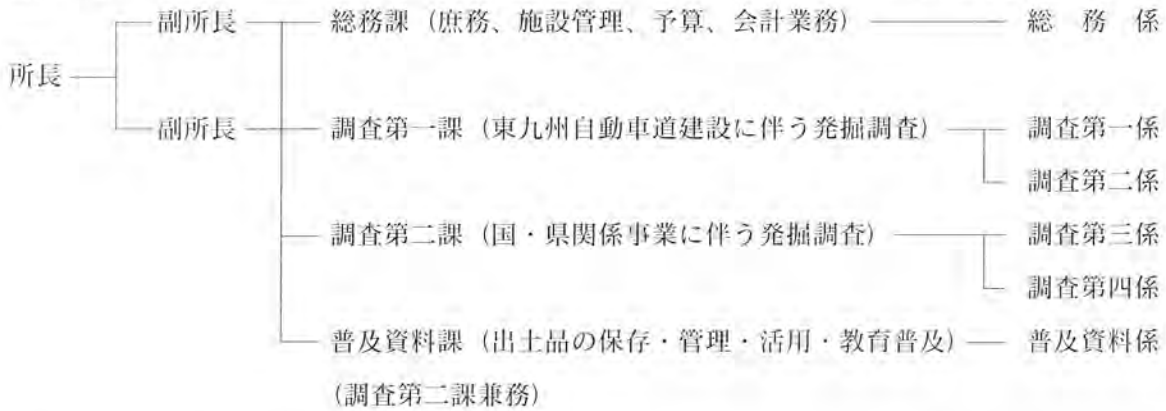 副所長 総務課（庶務、施設管理、予算、会計業務） 総務係
所長
副所長 調査第一課（東九州自動車道建設に伴う発掘調査） 調査第一係
調査第二係
調査第二課（国・県関係事業に伴う発掘調査） 調査第三係
調査第四係
普及資料課（出土品の保存・管理・活用・教育普及） 普及資料係
（調査第二課兼務）